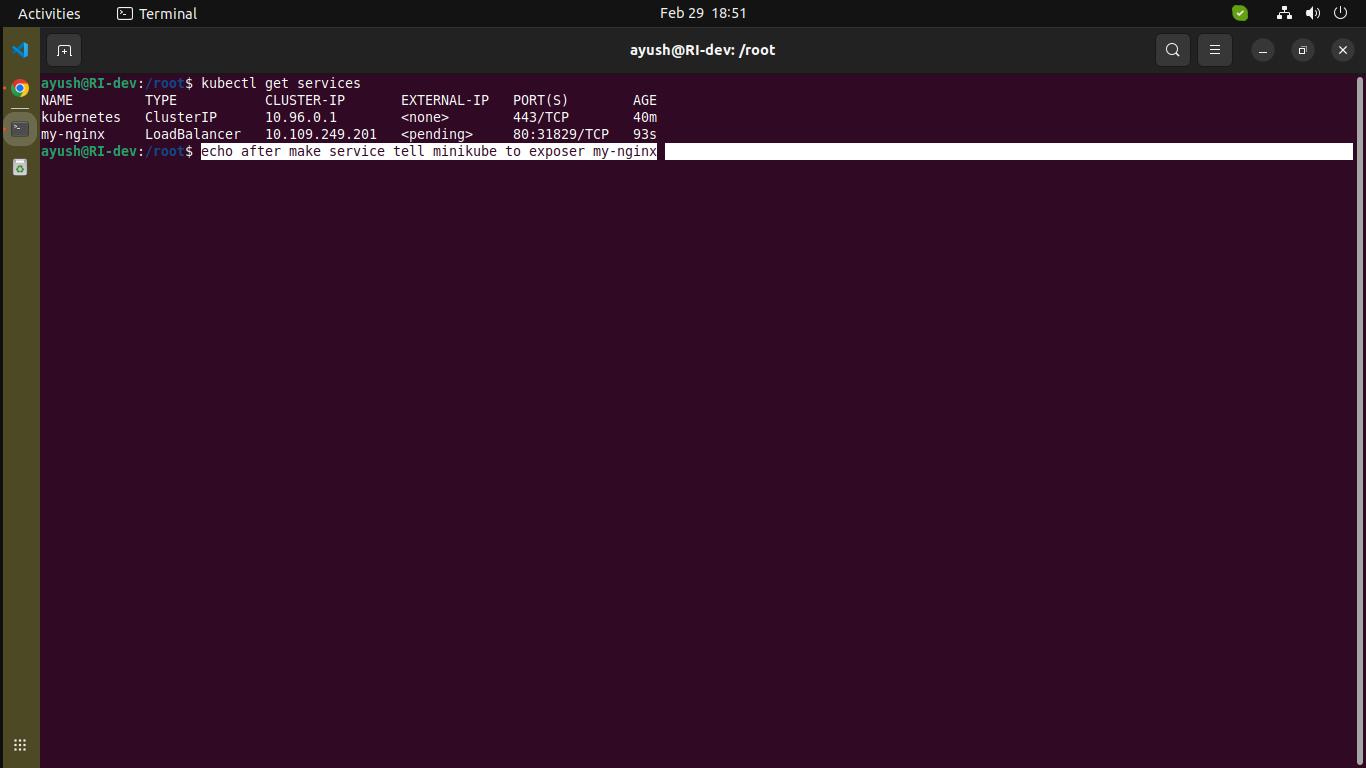 Activities Terminal Feb 29 18:51
ayush@RI-dev: /root
ayush@RI-dev:/root$ kubectl get services
NAME TYPE CLUSTER-IP EXTERNAL-IP PORT(S) AGE
kubernetes ClusterIP 10.96.0.1 <none> 443/TCP 40m
my-nginx LoadBalancer 10.109.249.201 <pending> 80:31829/TCP 93s
ayush@RI-dev:/root$ echo after make service tell minikube to exposer my-nginx